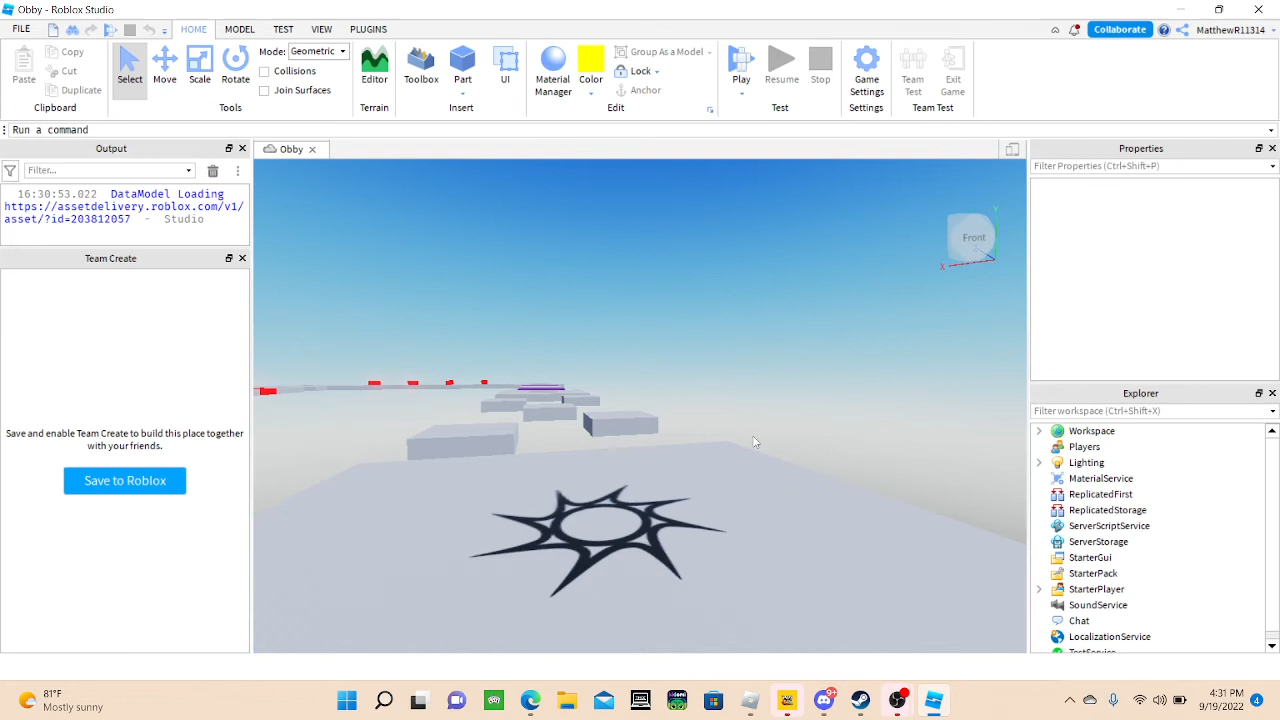 Obby - Roblox Studio
FILE HOME MODEL TEST VIEW PLUGINS Collaborate MatthewR11314
Paste Copy Cut Duplicate Clipboard
Select Move Scale Rotate Tools
Mode: Geometric
Collisions
Join Surfaces
Editor Terrain
Toolbox Part UI Insert
Material Manager Color Group As a Model Lock Anchor Edit
Play Resume Stop Test
Game Settings Settings
Team Test Exit Game Team Test
Run a command
Output
Filter...
16:30:53.022 DataModel Loading
https://assetdelivery.roblox.com/v1/
asset/?id=203812057 - Studio
Team Create
Save and enable Team Create to build this place together
with your friends.
Save to Roblox
Obby
Front
Y
X
Properties
Filter Properties (Ctrl+Shift+P)
Explorer
Filter workspace (Ctrl+Shift+X)
Workspace
Players
Lighting
MaterialService
ReplicatedFirst
ReplicatedStorage
ServerScriptService
ServerStorage
StarterGui
StarterPack
StarterPlayer
SoundService
Chat
LocalizationService
TestService
81°F
Mostly sunny
9+
4:31 PM
9/19/2022
4